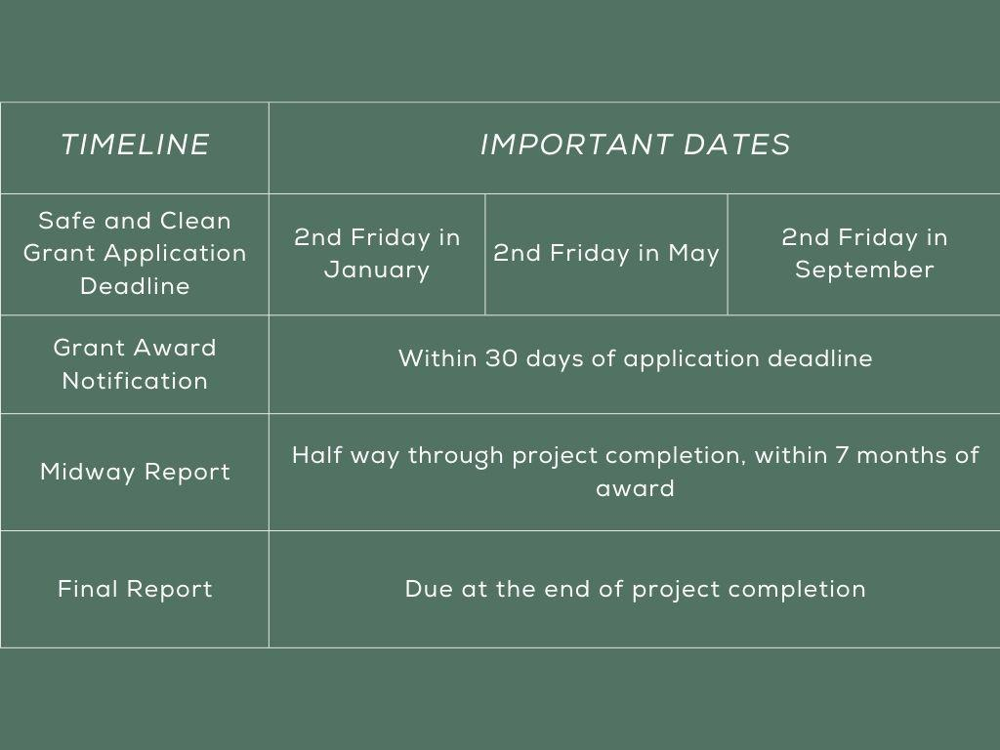 TIMELINE
IMPORTANT DATES
Safe and Clean
Grant Application
Deadline
2nd Friday in
January
2nd Friday in May
2nd Friday in
September
Grant Award
Notification
Within 30 days of application deadline
Midway Report
Half way through project completion, within 7 months of
award
Final Report
Due at the end of project completion